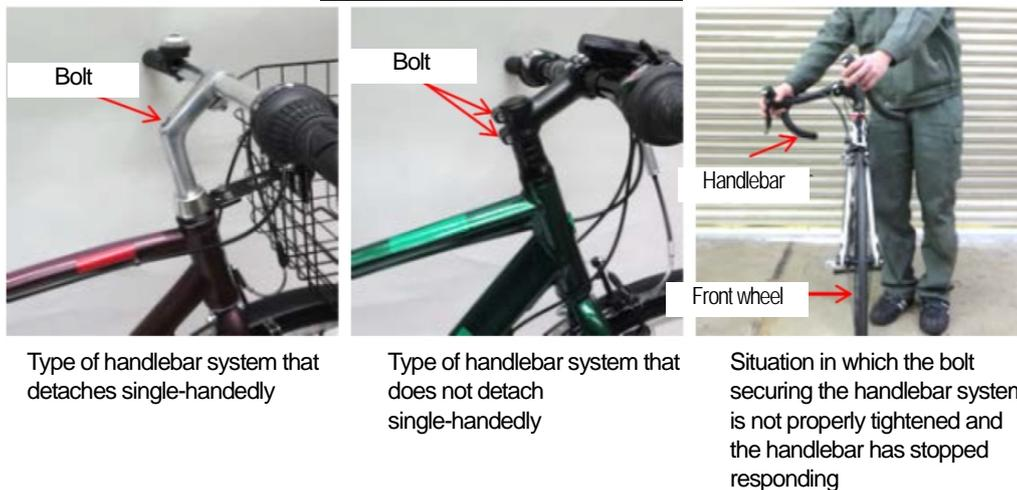 Bolt
Bolt
Handlebar
Front wheel
Type of handlebar system that
detaches single-handedly
Type of handlebar system that
does not detach
single-handedly
Situation in which the bolt
securing the handlebar system
is not properly tightened and
the handlebar has stopped
responding